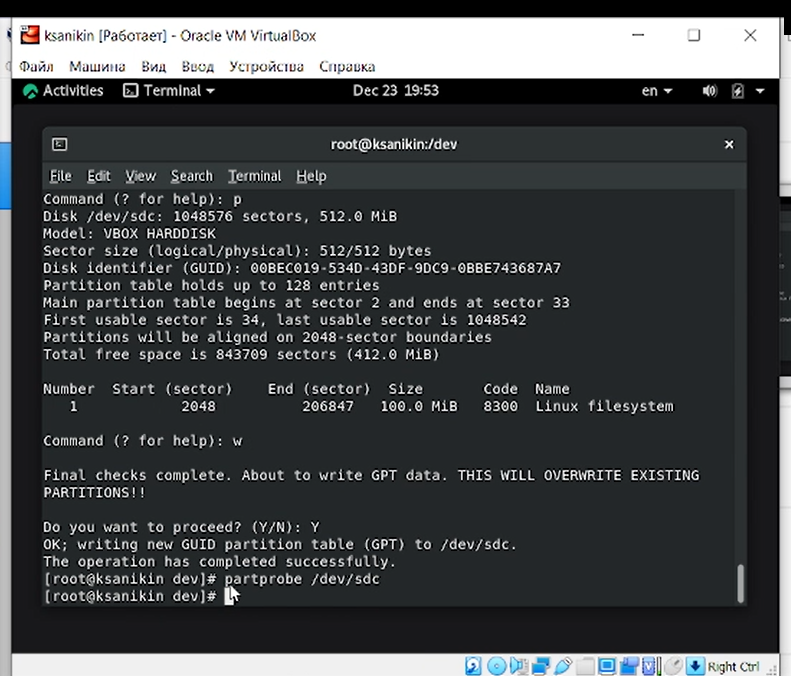 ksanikin [Работает] - Oracle VM VirtualBox
Файл Машина Вид Ввод Устройства Справка
Activities Terminal Dec 23 19:53 en
root@ksanikin:/dev
File Edit View Search Terminal Help
Command (? for help): p
Disk /dev/sdc: 1048576 sectors, 512.0 MiB
Model: VBOX HARDDISK
Sector size (logical/physical): 512/512 bytes
Disk identifier (GUID): 00BEC019-534D-43DF-9DC9-0BBE743687A7
Partition table holds up to 128 entries
Main partition table begins at sector 2 and ends at sector 33
First usable sector is 34, last usable sector is 1048542
Partitions will be aligned on 2048-sector boundaries
Total free space is 843709 sectors (412.0 MiB)
Number Start (sector) End (sector) Size Code Name
1 2048 206847 100.0 MiB 8300 Linux filesystem
Command (? for help): w
Final checks complete. About to write GPT data. THIS WILL OVERWRITE EXISTING
PARTITIONS!!
Do you want to proceed? (Y/N): Y
OK; writing new GUID partition table (GPT) to /dev/sdc.
The operation has completed successfully.
[root@ksanikin dev]# partprobe /dev/sdc
[root@ksanikin dev]#
Right Ctrl